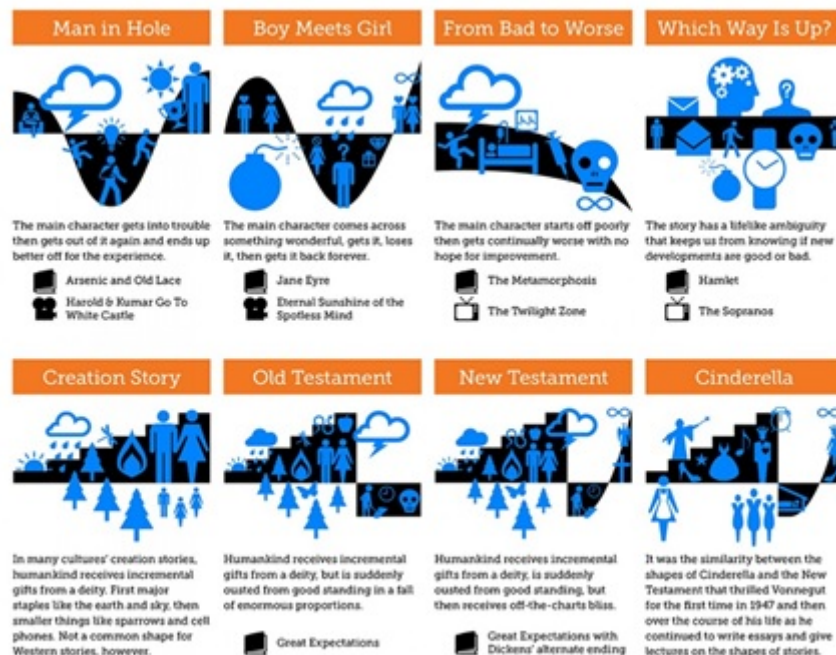 Man in Hole
The main character gets into trouble
then gets out of it again and ends up
better off for the experience.
Arsenic and Old Lace
Harold & Kumar Go To
White Castle
Boy Meets Girl
The main character comes across
something wonderful, gets it, loses
it, then gets it back forever.
Jane Eyre
Eternal Sunshine of the
Spotless Mind
From Bad to Worse
The main character starts off poorly
then gets continually worse with no
hope for improvement.
The Metamorphosis
The Twilight Zone
Which Way Is Up?
The story has a lifelike ambiguity
that keeps us from knowing if new
developments are good or bad.
Hamlet
The Sopranos
Creation Story
In many cultures' creation stories,
humankind receives incremental
gifts from a deity. First major
staples like the earth and sky, then
smaller things like sparrows and cell
phones. Not a common shape for
Western stories, however.
Old Testament
Humankind receives incremental
gifts from a deity, but is suddenly
ousted from good standing in a fall
of enormous proportions.
Great Expectations
New Testament
Humankind receives incremental
gifts from a deity, is suddenly
ousted from good standing, but
then receives off-the-charts bliss.
Great Expectations with
Dickens' alternate ending
Cinderella
It was the similarity between the
shapes of Cinderella and the New
Testament that thrilled Vonnegut
for the first time in 1947 and then
over the course of his life as he
continued to write essays and give
lectures on the shapes of stories.